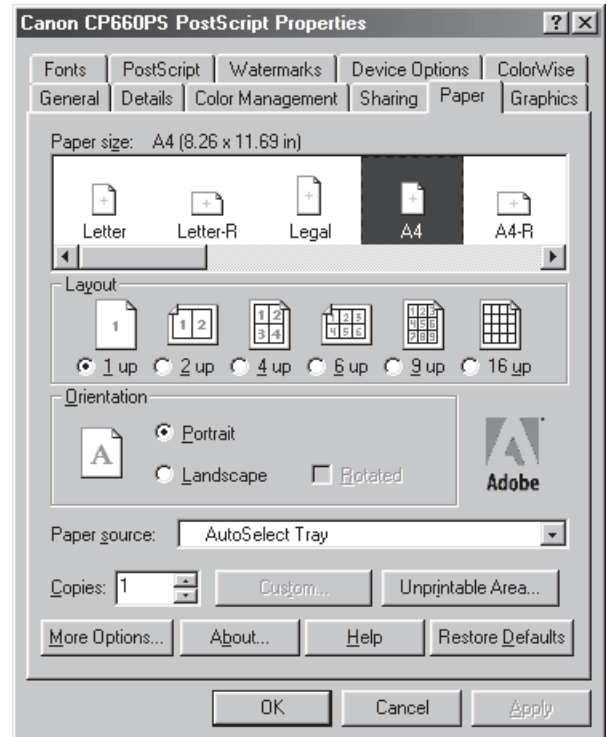 Canon CP660PS PostScript Properties
Fonts PostScript Watermarks Device Options ColorWise
General Details Color Management Sharing Paper Graphics
Paper size: A4 (8.26 x 11.69 in)
Letter Letter-R Legal A4 A4-R
Layout
1 1 2 1 2 3 4 1 2 3 4 5 6 1 2 3 4 5 6 7 8 9
1 up 2 up 4 up 6 up 9 up 16 up
Orientation
A
Portrait
Landscape Rotated
Adobe
Paper source: AutoSelect Tray
Copies: 1 Custom... Unprintable Area...
More Options... About... Help Restore Defaults
OK Cancel Apply